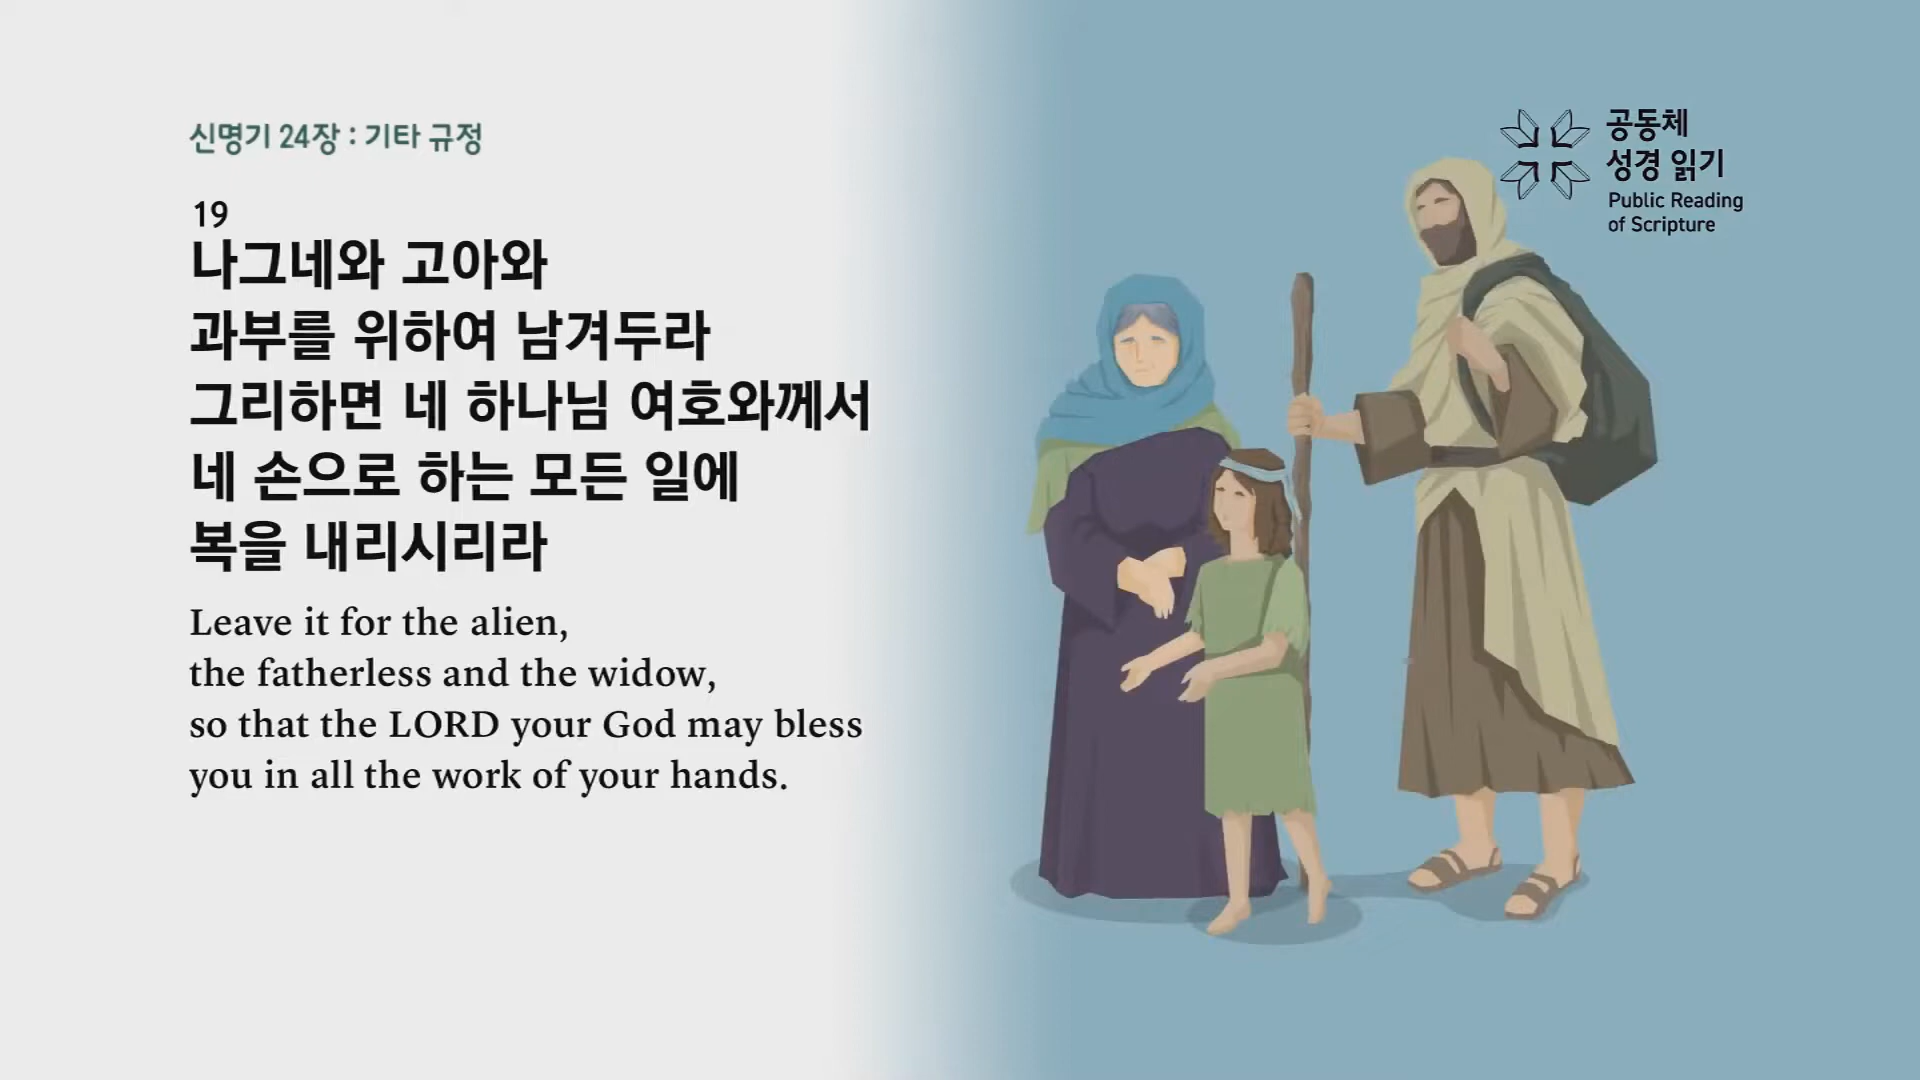 신명기 24장 : 기타 규정
19
나그네와 고아와
과부를 위하여 남겨두라
그리하면 네 하나님 여호와께서
네 손으로 하는 모든 일에
복을 내리시리라
Leave it for the alien,
the fatherless and the widow,
so that the LORD your God may bless
you in all the work of your hands.
공동체
성경 읽기
Public Reading
of Scripture